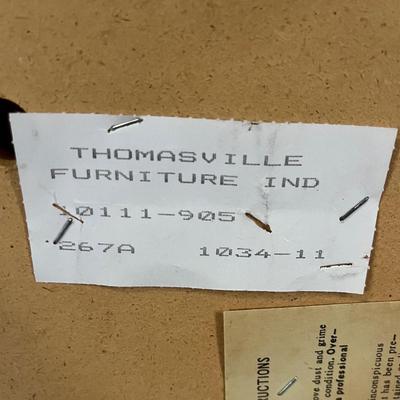 THOMASVILLE
FURNITURE IND
10111-905
267A 1034-11
RUCTIONS
ove dust and grime
condition. Over-
a professional
inconspicuous
has been pre-